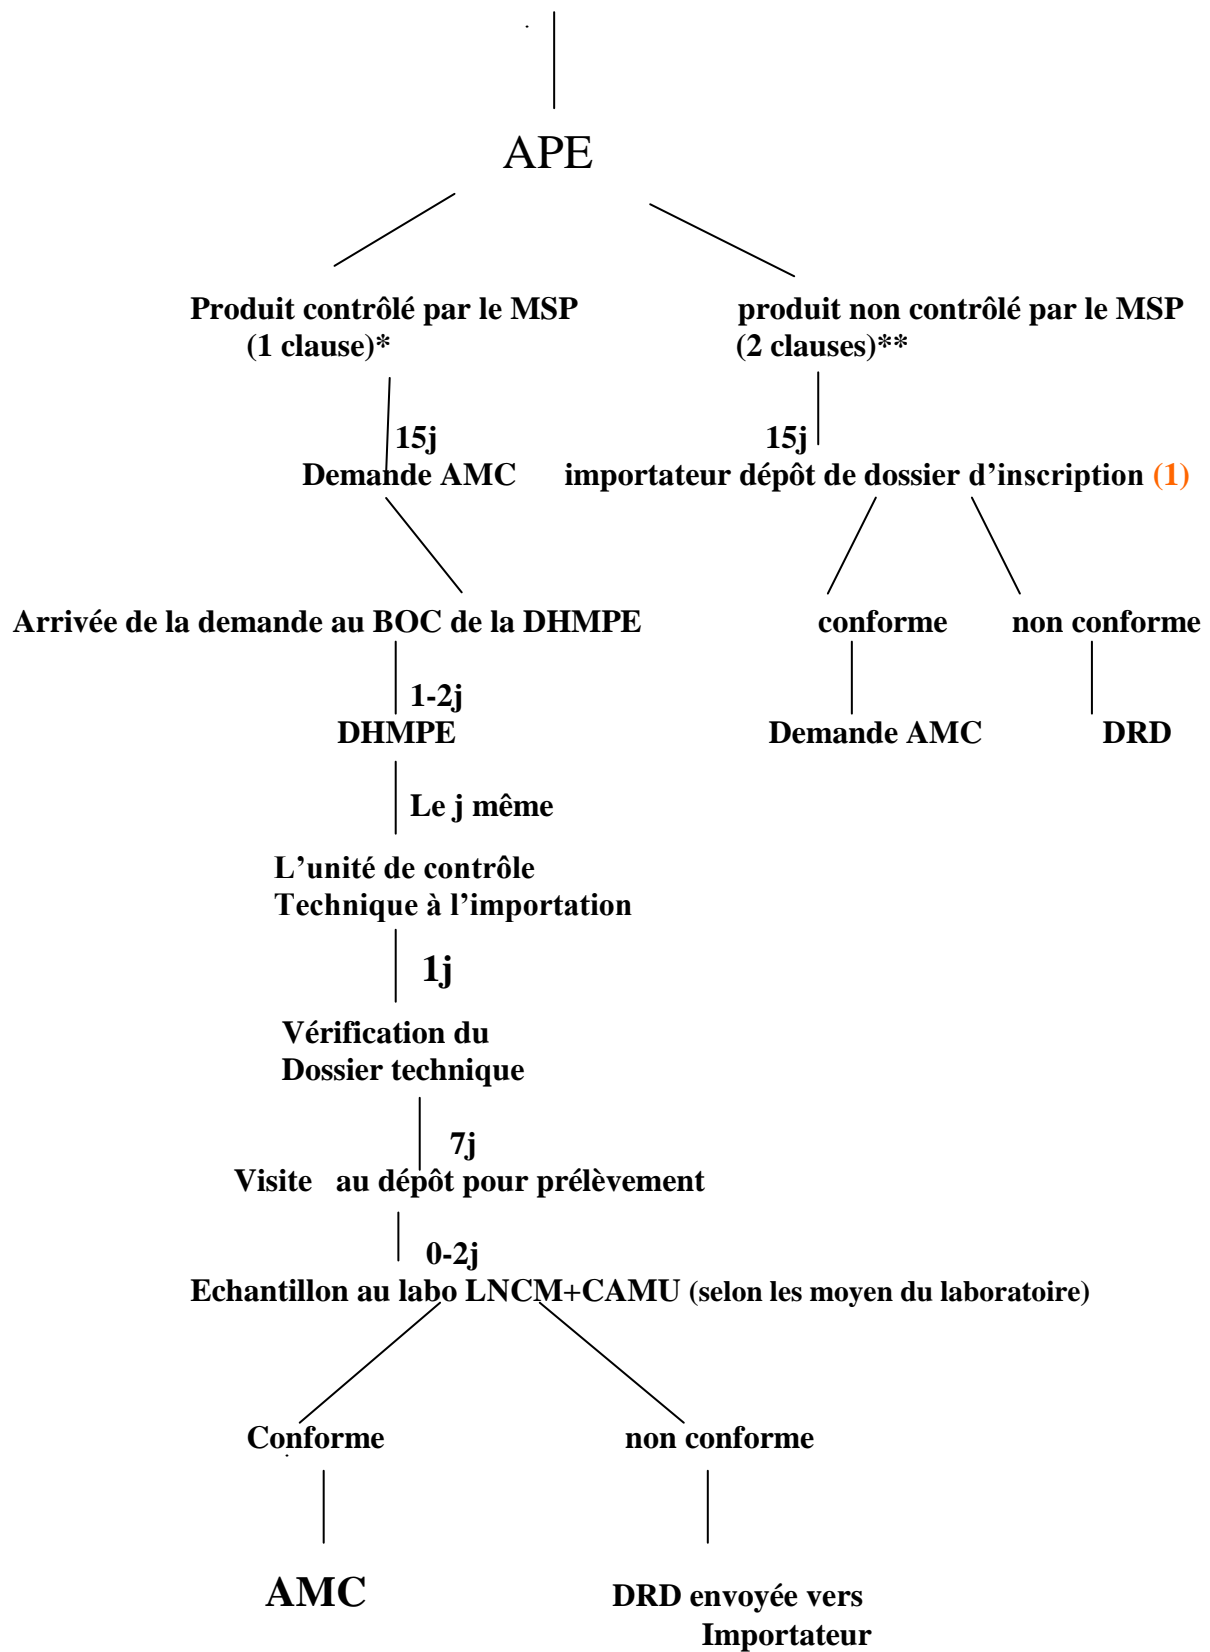 APE
Produit contrôlé par le MSP
(1 clause)*
produit non contrôlé par le MSP
(2 clauses)**
15j
15j
Demande AMC
importateur dépôt de dossier d’inscription (1)
Arrivée de la demande au BOC de la DHMPE
conforme
non conforme
1-2j
DHMPE
Demande AMC
DRD
Le j même
L’unité de contrôle
Technique à l’importation
1j
Vérification du
Dossier technique
7j
Visite au dépôt pour prélèvement
0-2j
Echantillon au labo LNCM+CAMU (selon les moyen du laboratoire)
Conforme
non conforme
AMC
DRD envoyée vers
Importateur